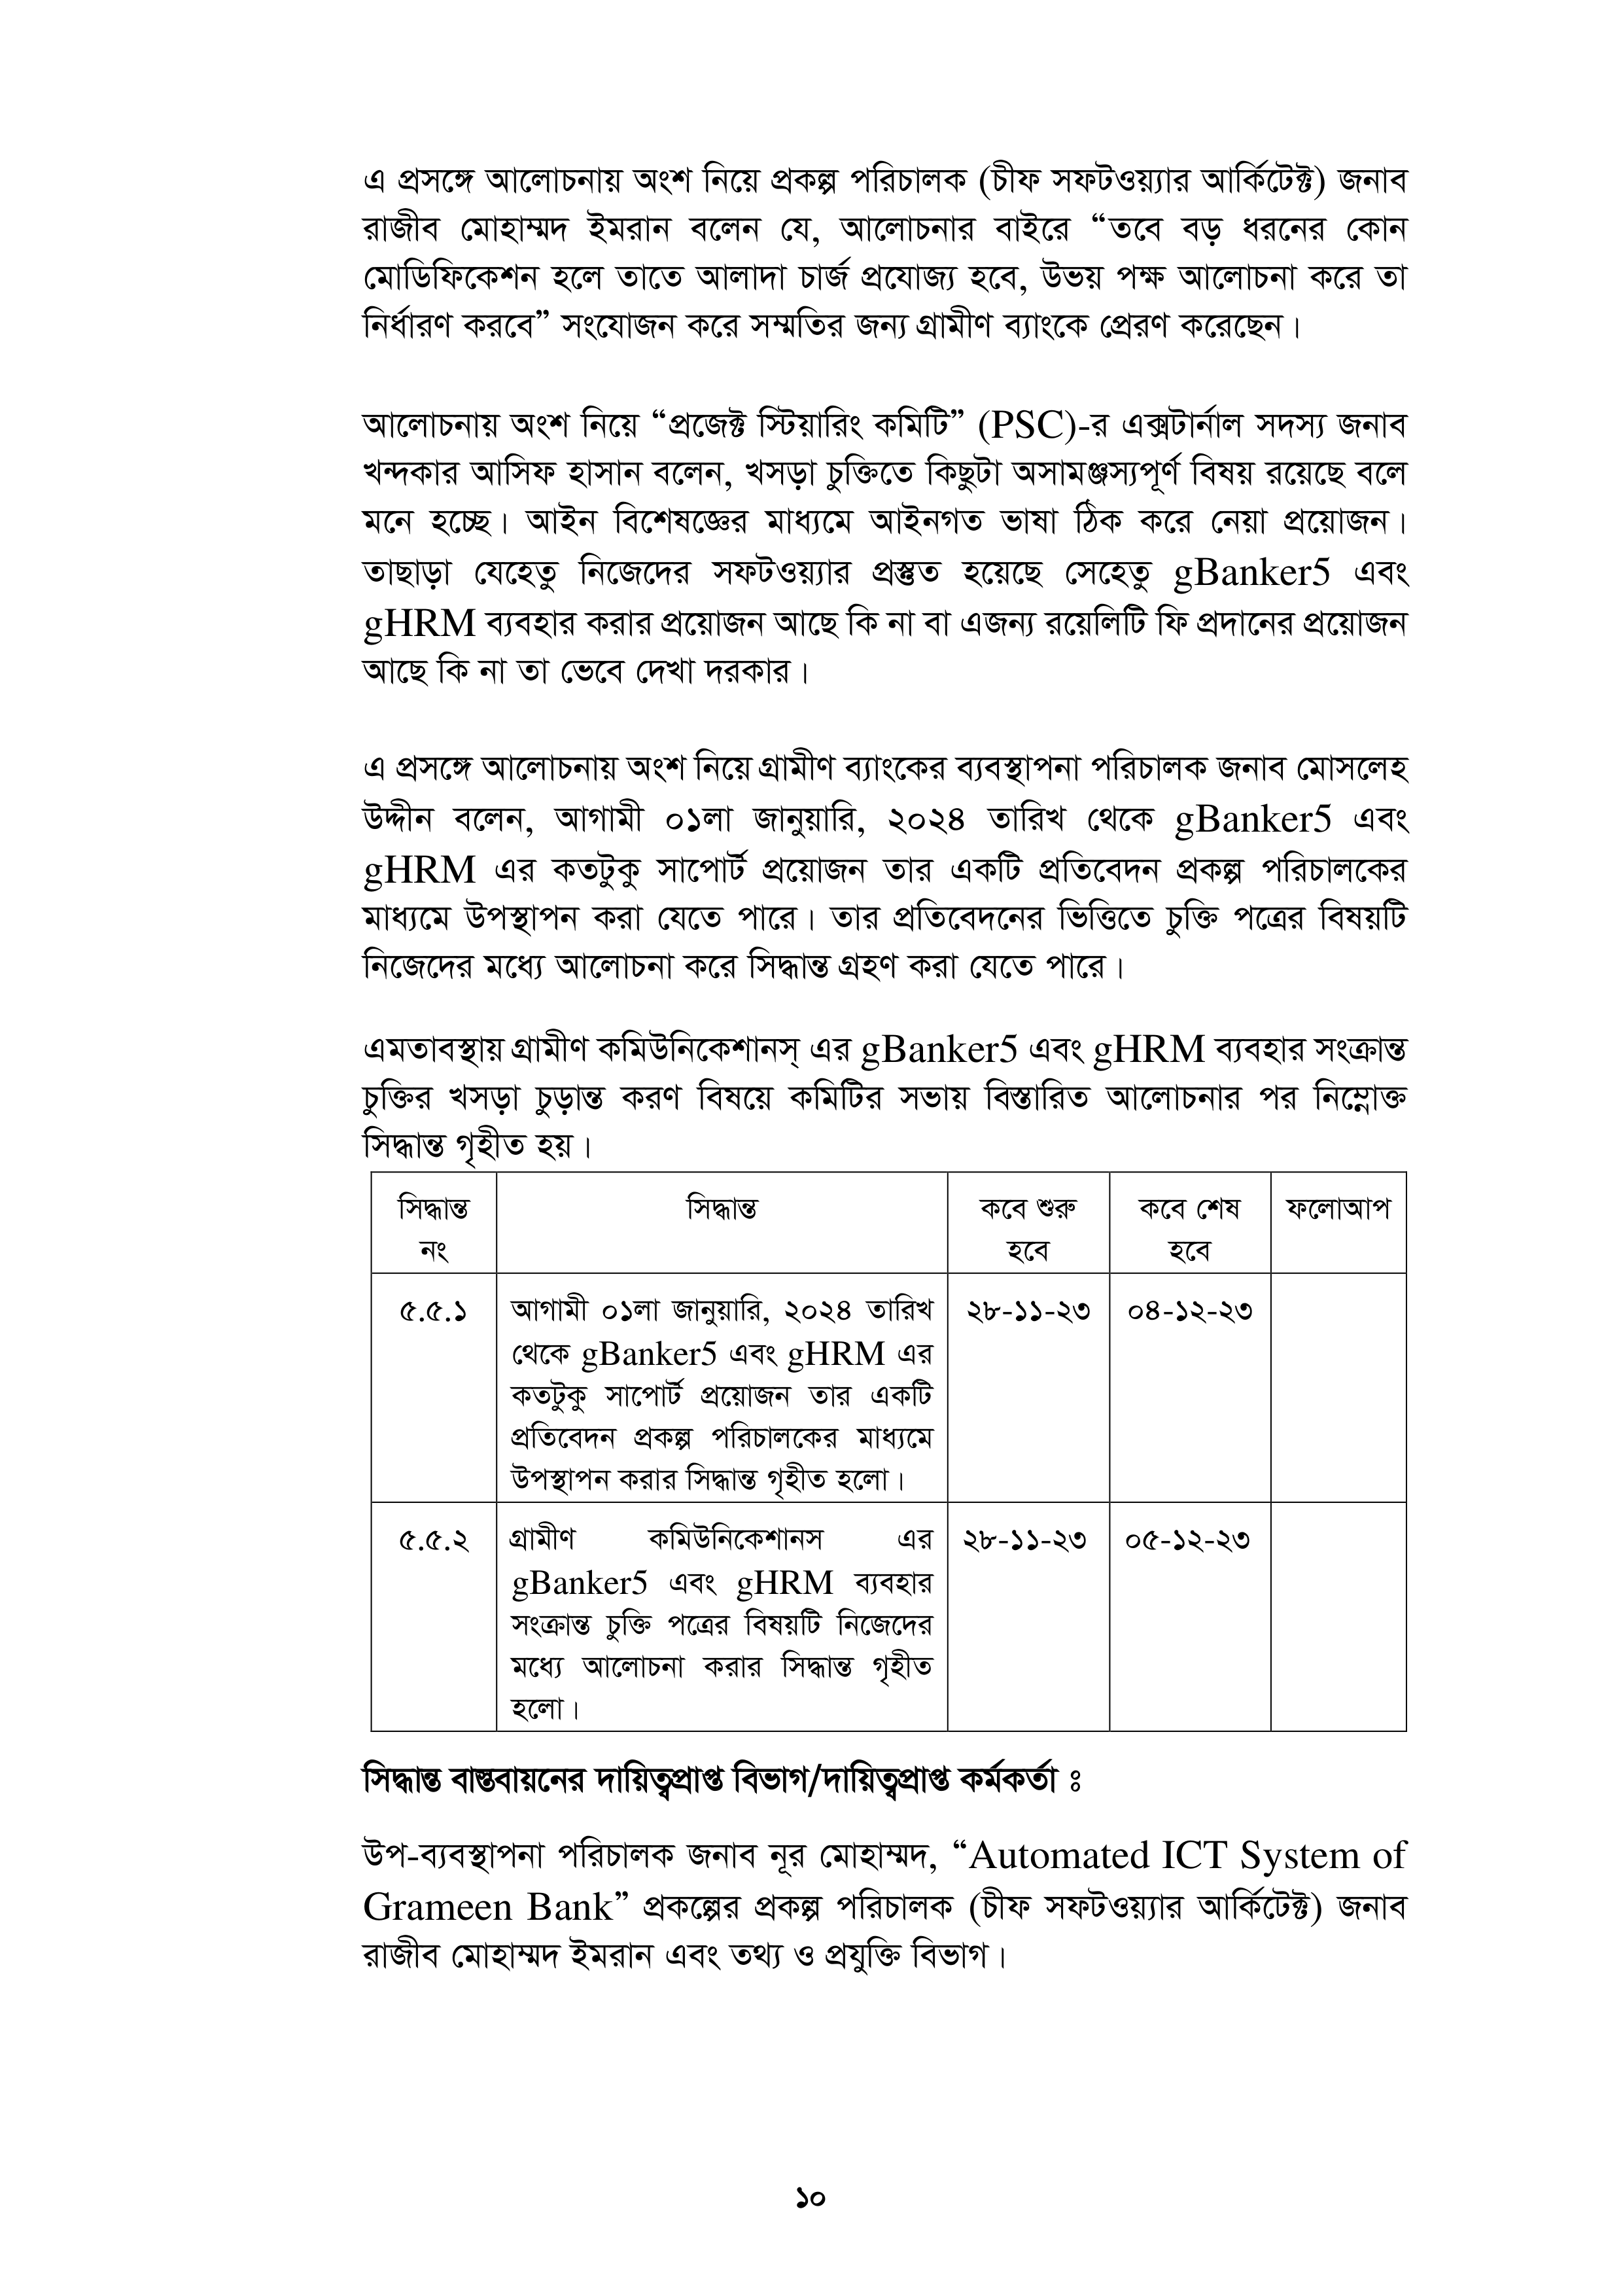 এ প্রসঙ্গে আলোচনায় অংশ নিয়ে প্রকল্প পরিচালক (চীফ সফটওয়্যার আর্কিটেক্ট) জনাব
রাজীব মোহাম্মদ ইমরান বলেন যে, আলোচনার বাইরে “তবে বড় ধরনের কোন
মোডিফিকেশন হলে তাতে আলাদা চার্জ প্রযোজ্য হবে, উভয় পক্ষ আলোচনা করে তা
নির্ধারণ করবে” সংযোজন করে সম্মতির জন্য গ্রামীণ ব্যাংকে প্রেরণ করেছেন।
আলোচনায় অংশ নিয়ে “প্রজেক্ট স্টিয়ারিং কমিটি” (PSC)-র এক্সটার্নাল সদস্য জনাব
খন্দকার আসিফ হাসান বলেন, খসড়া চুক্তিতে কিছুটা অসামঞ্জস্যপূর্ণ বিষয় রয়েছে বলে
মনে হচ্ছে। আইন বিশেষজ্ঞের মাধ্যমে আইনগত ভাষা ঠিক করে নেয়া প্রয়োজন।
তাছাড়া যেহেতু নিজেদের সফটওয়্যার প্রস্তুত হয়েছে সেহেতু gBanker5 এবং
gHRM ব্যবহার করার প্রয়োজন আছে কি না বা এজন্য রয়েলিটি ফি প্রদানের প্রয়োজন
আছে কি না তা ভেবে দেখা দরকার।
এ প্রসঙ্গে আলোচনায় অংশ নিয়ে গ্রামীণ ব্যাংকের ব্যবস্থাপনা পরিচালক জনাব মোসলেহ
উদ্দীন বলেন, আগামী ০১লা জানুয়ারি, ২০২৪ তারিখ থেকে gBanker5 এবং
gHRM এর কতটুকু সাপোর্ট প্রয়োজন তার একটি প্রতিবেদন প্রকল্প পরিচালকের
মাধ্যমে উপস্থাপন করা যেতে পারে। তার প্রতিবেদনের ভিত্তিতে চুক্তি পত্রের বিষয়টি
নিজেদের মধ্যে আলোচনা করে সিদ্ধান্ত গ্রহণ করা যেতে পারে।
এমতাবস্থায় গ্রামীণ কমিউনিকেশানস্ এর gBanker5 এবং gHRM ব্যবহার সংক্রান্ত
চুক্তির খসড়া চুড়ান্ত করণ বিষয়ে কমিটির সভায় বিস্তারিত আলোচনার পর নিম্নোক্ত
সিদ্ধান্ত গৃহীত হয়।
সিদ্ধান্ত নং সিদ্ধান্ত কবে শুরু হবে কবে শেষ হবে ফলোআপ
৫.৫.১ আগামী ০১লা জানুয়ারি, ২০২৪ তারিখ ২৮-১১-২৩ ০৪-১২-২৩
থেকে gBanker5 এবং gHRM এর
কতটুকু সাপোর্ট প্রয়োজন তার একটি
প্রতিবেদন প্রকল্প পরিচালকের মাধ্যমে
উপস্থাপন করার সিদ্ধান্ত গৃহীত হলো।
৫.৫.২ গ্রামীণ কমিউনিকেশানস এর ২৮-১১-২৩ ০৫-১২-২৩
gBanker5 এবং gHRM ব্যবহার
সংক্রান্ত চুক্তি পত্রের বিষয়টি নিজেদের
মধ্যে আলোচনা করার সিদ্ধান্ত গৃহীত
হলো।
সিদ্ধান্ত বাস্তবায়নের দায়িত্বপ্রাপ্ত বিভাগ/দায়িত্বপ্রাপ্ত কর্মকর্তা ঃ
উপ-ব্যবস্থাপনা পরিচালক জনাব নূর মোহাম্মদ, “Automated ICT System of
Grameen Bank” প্রকল্পের প্রকল্প পরিচালক (চীফ সফটওয়্যার আর্কিটেক্ট) জনাব
রাজীব মোহাম্মদ ইমরান এবং তথ্য ও প্রযুক্তি বিভাগ।
১০